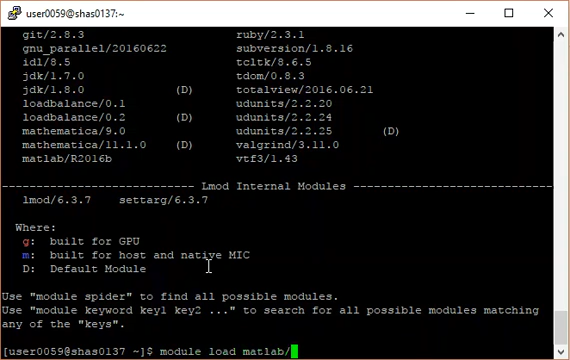 user0059@shas0137:~
git/2.8.3 ruby/2.3.1
gnu_parallel/20160622 subversion/1.8.16
idl/8.5 tcltk/8.6.5
jdk/1.7.0 tdom/0.8.3
jdk/1.8.0 (D) totalview/2016.06.21
loadbalance/0.1 udunits/2.2.20
loadbalance/0.2 (D) udunits/2.2.24
mathematica/9.0 udunits/2.2.25 (D)
mathematica/11.1.0 (D) valgrind/3.11.0
matlab/R2016b vtf3/1.43
---------------------------- Lmod Internal Modules ------------------------------
lmod/6.3.7 settarg/6.3.7
Where:
g: built for GPU
m: built for host and native MIC
D: Default Module
Use "module spider" to find all possible modules.
Use "module keyword key1 key2 ..." to search for all possible modules matching
any of the "keys".
[user0059@shas0137 ~]$ module load matlab/